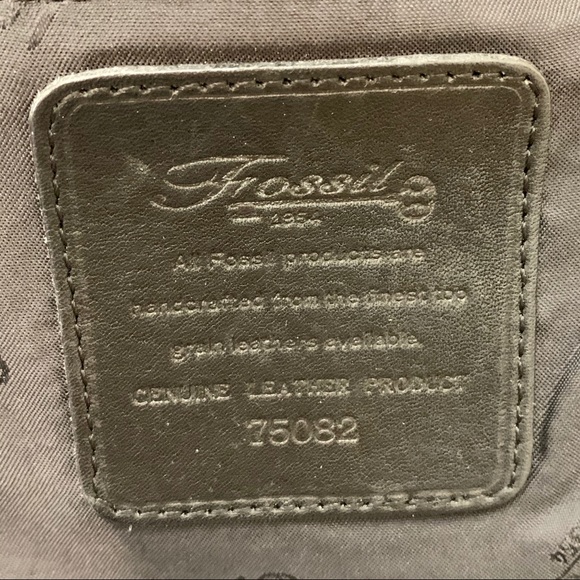 Fossil
1954
All Fossil products are
handcrafted from the finest top
grain leathers available.
GENUINE LEATHER PRODUCT
75082